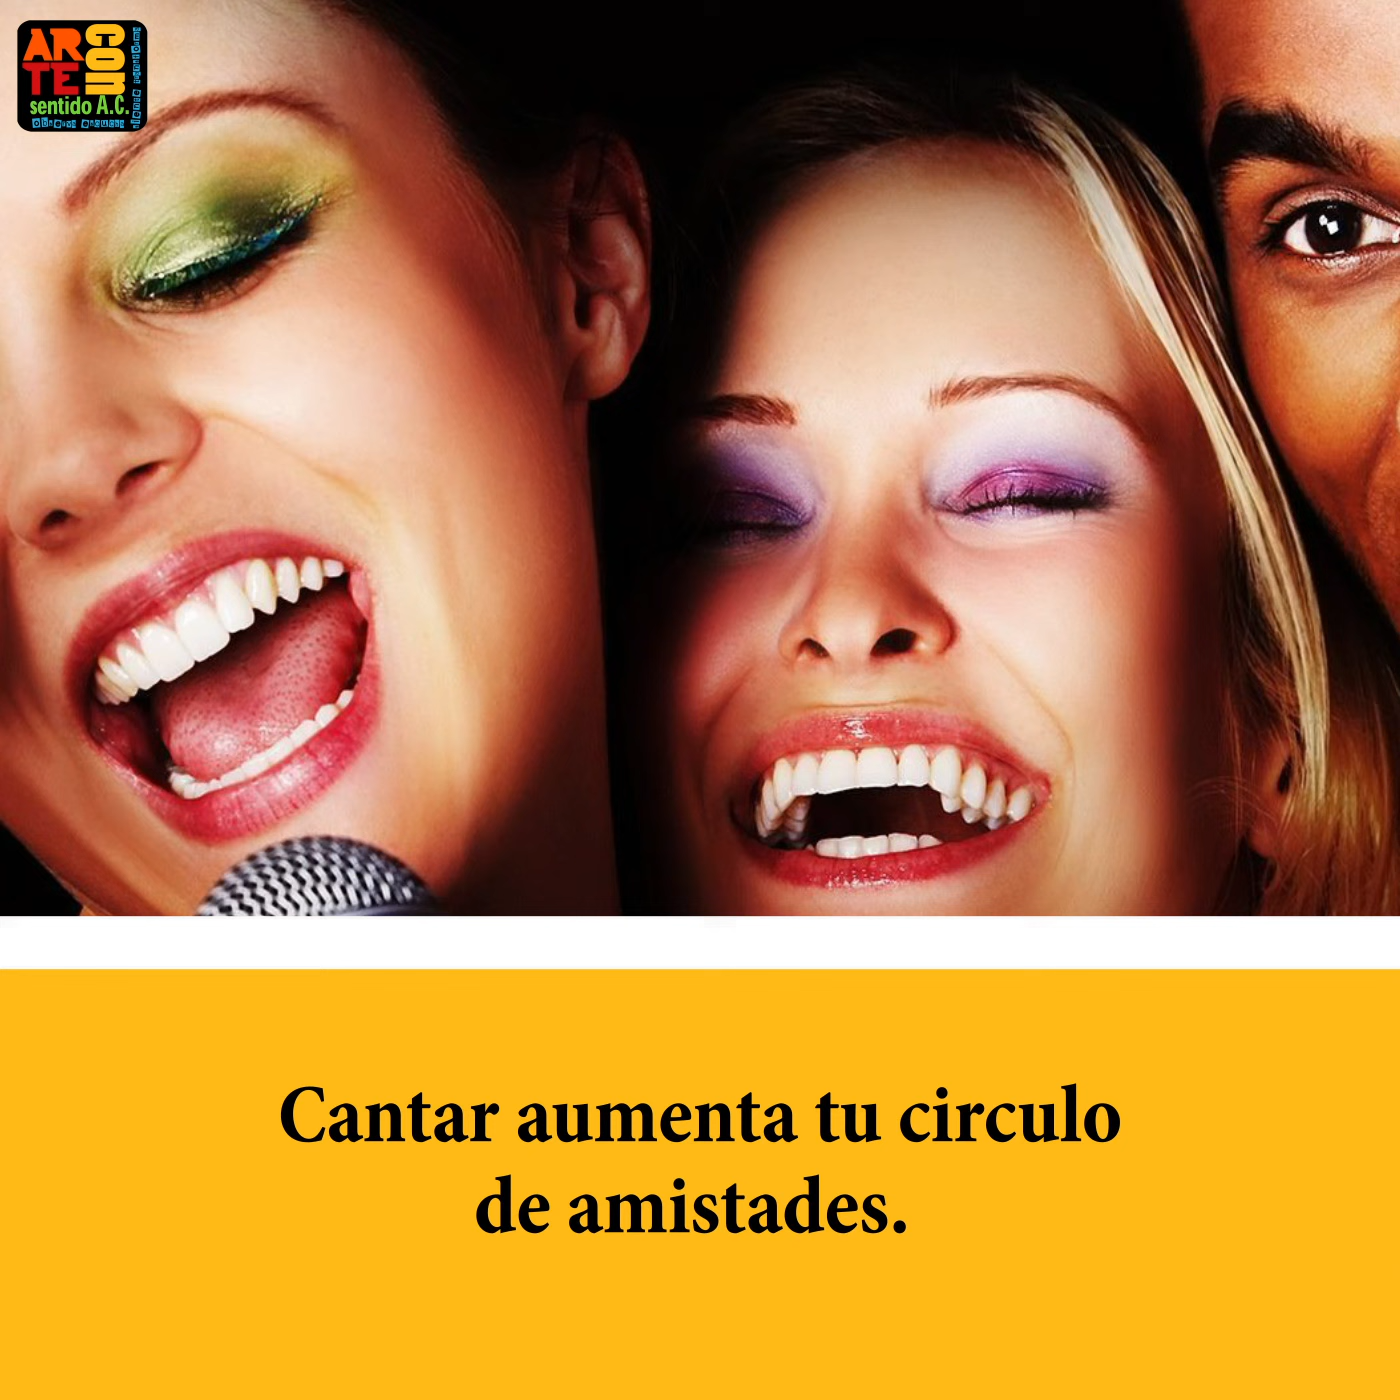 ARTE
con
sentido A.C.
Cantar aumenta tu circulo
de amistades.